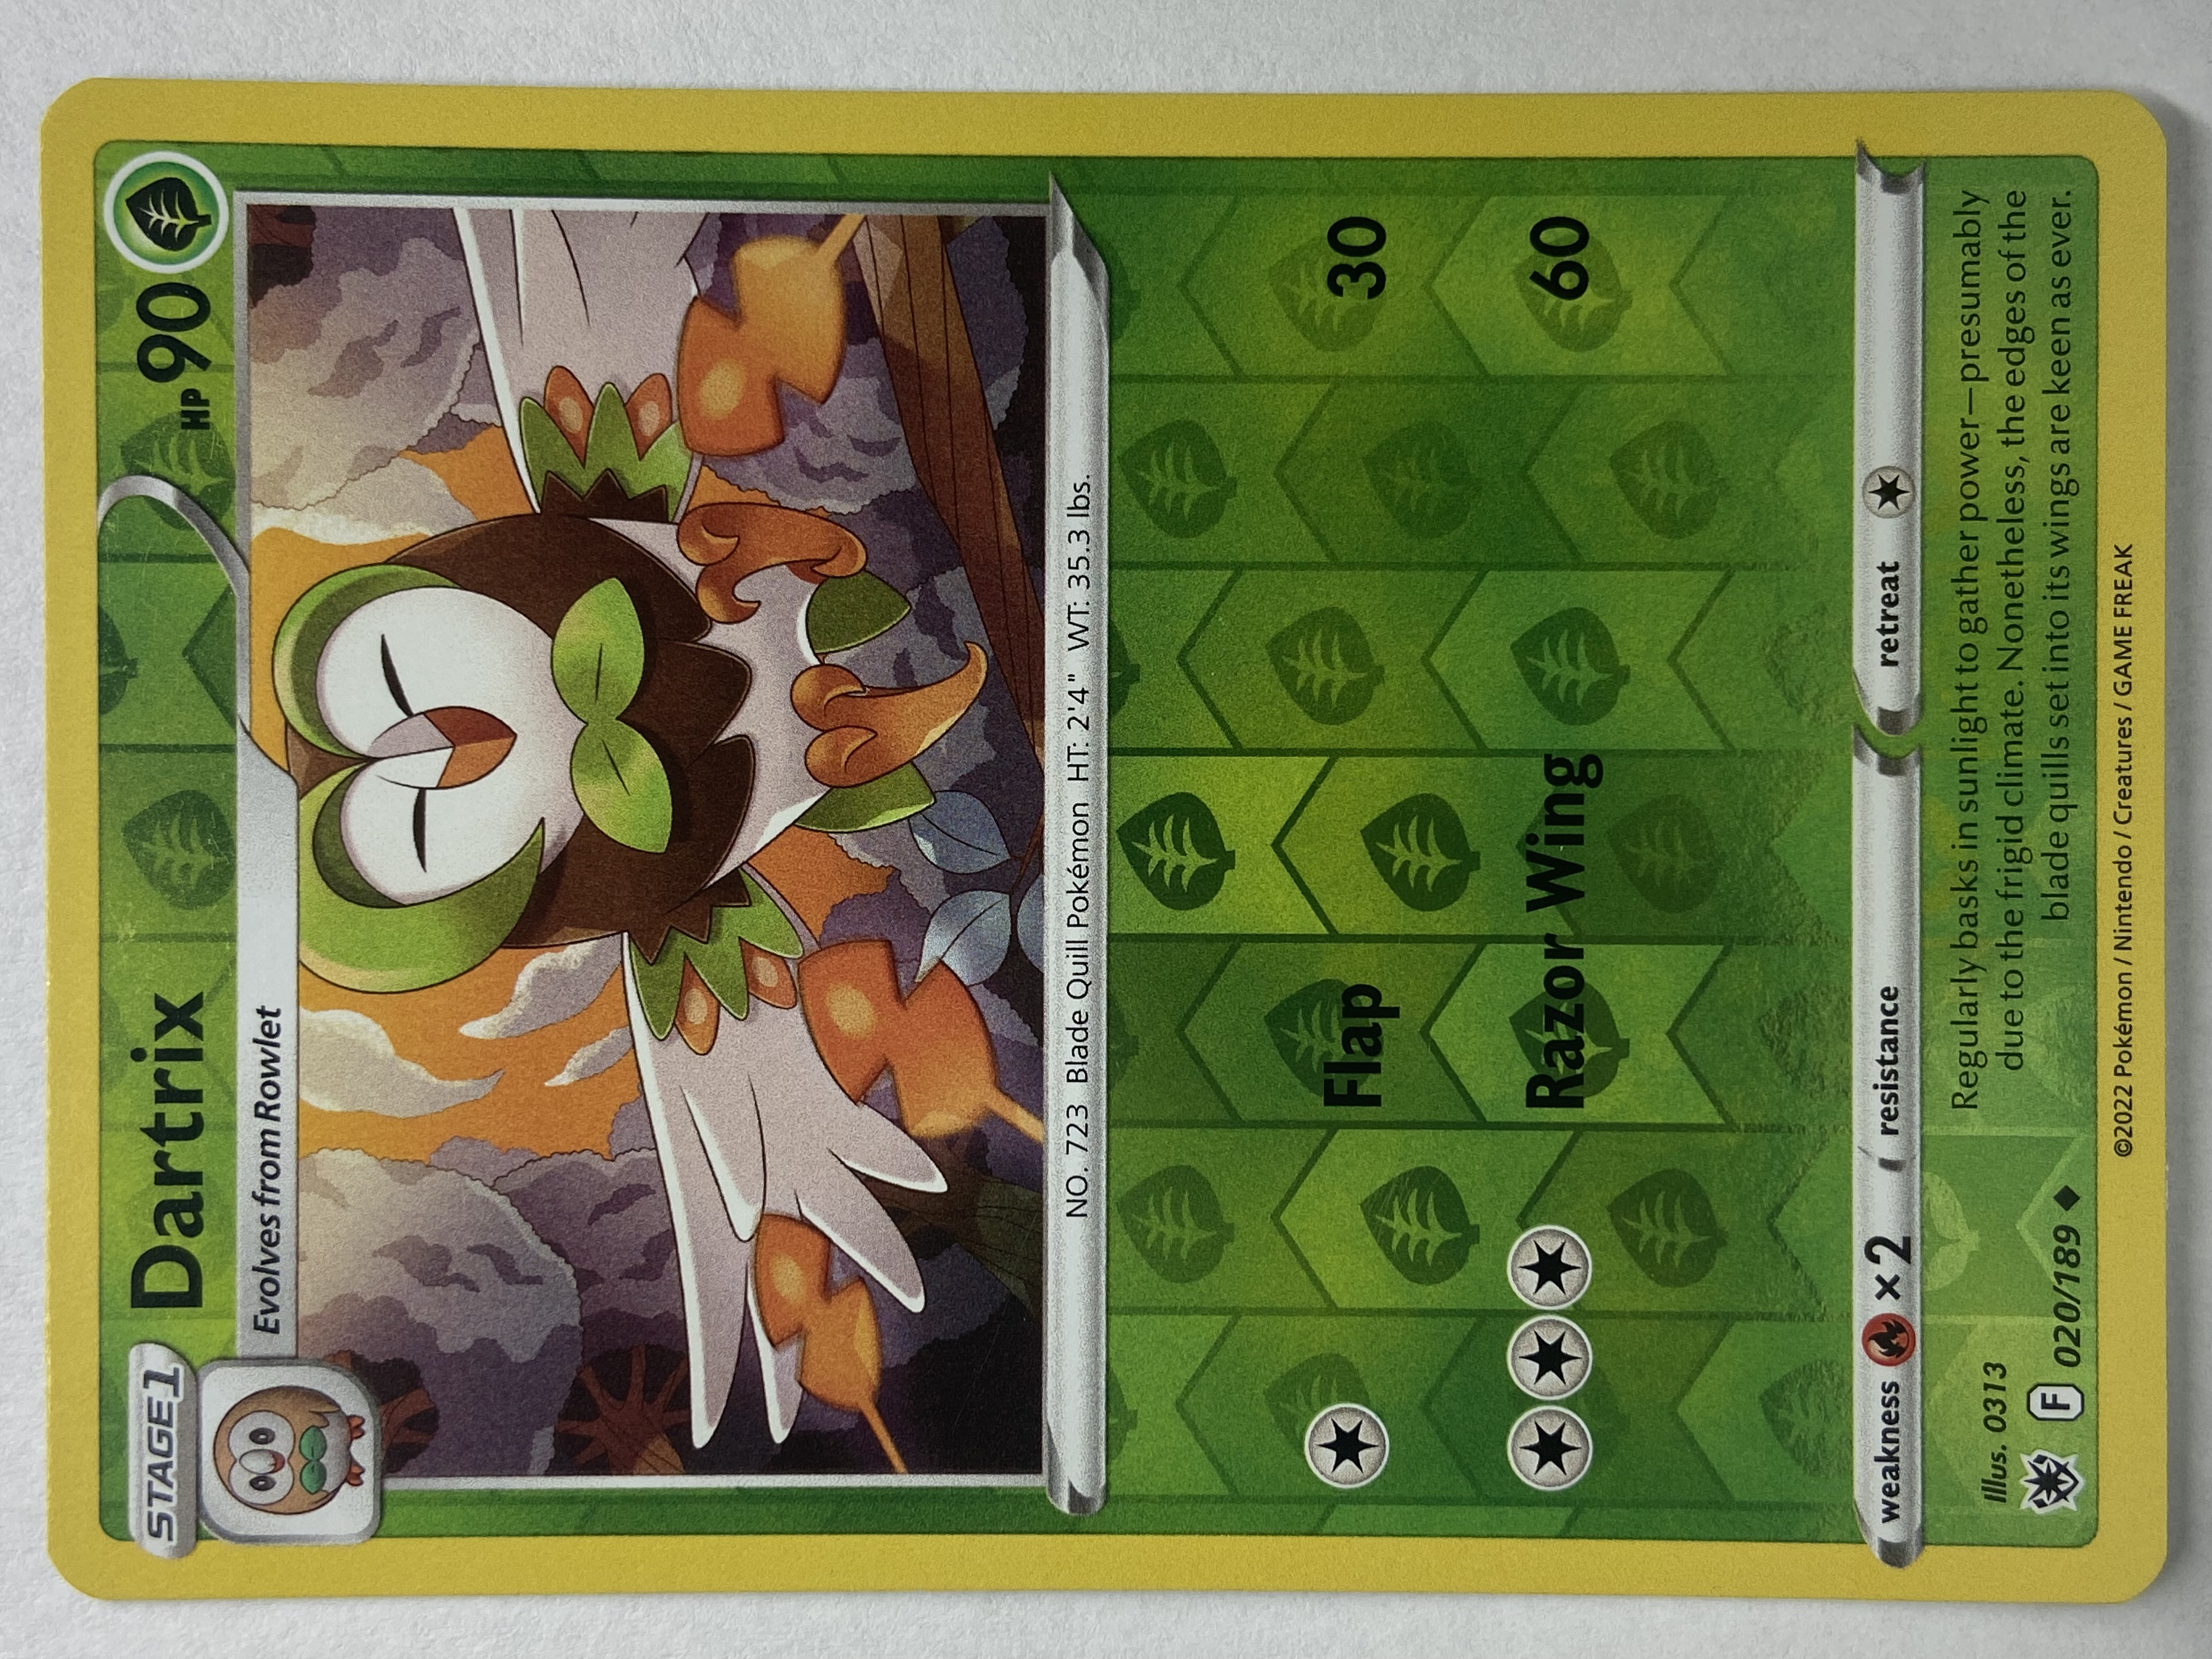 STAGE 1
Dartrix
HP 90
Evolves from Rowlet
NO. 723 Blade Quill Pokémon HT: 2'4" WT: 35.3 lbs.
Flap 30
Razor Wing 60
weakness ×2 resistance retreat
Regularly basks in sunlight to gather power—presumably
due to the frigid climate. Nonetheless, the edges of the
blade quills set into its wings are keen as ever.
Illus. 0313
F 020/189
©2022 Pokémon / Nintendo / Creatures / GAME FREAK